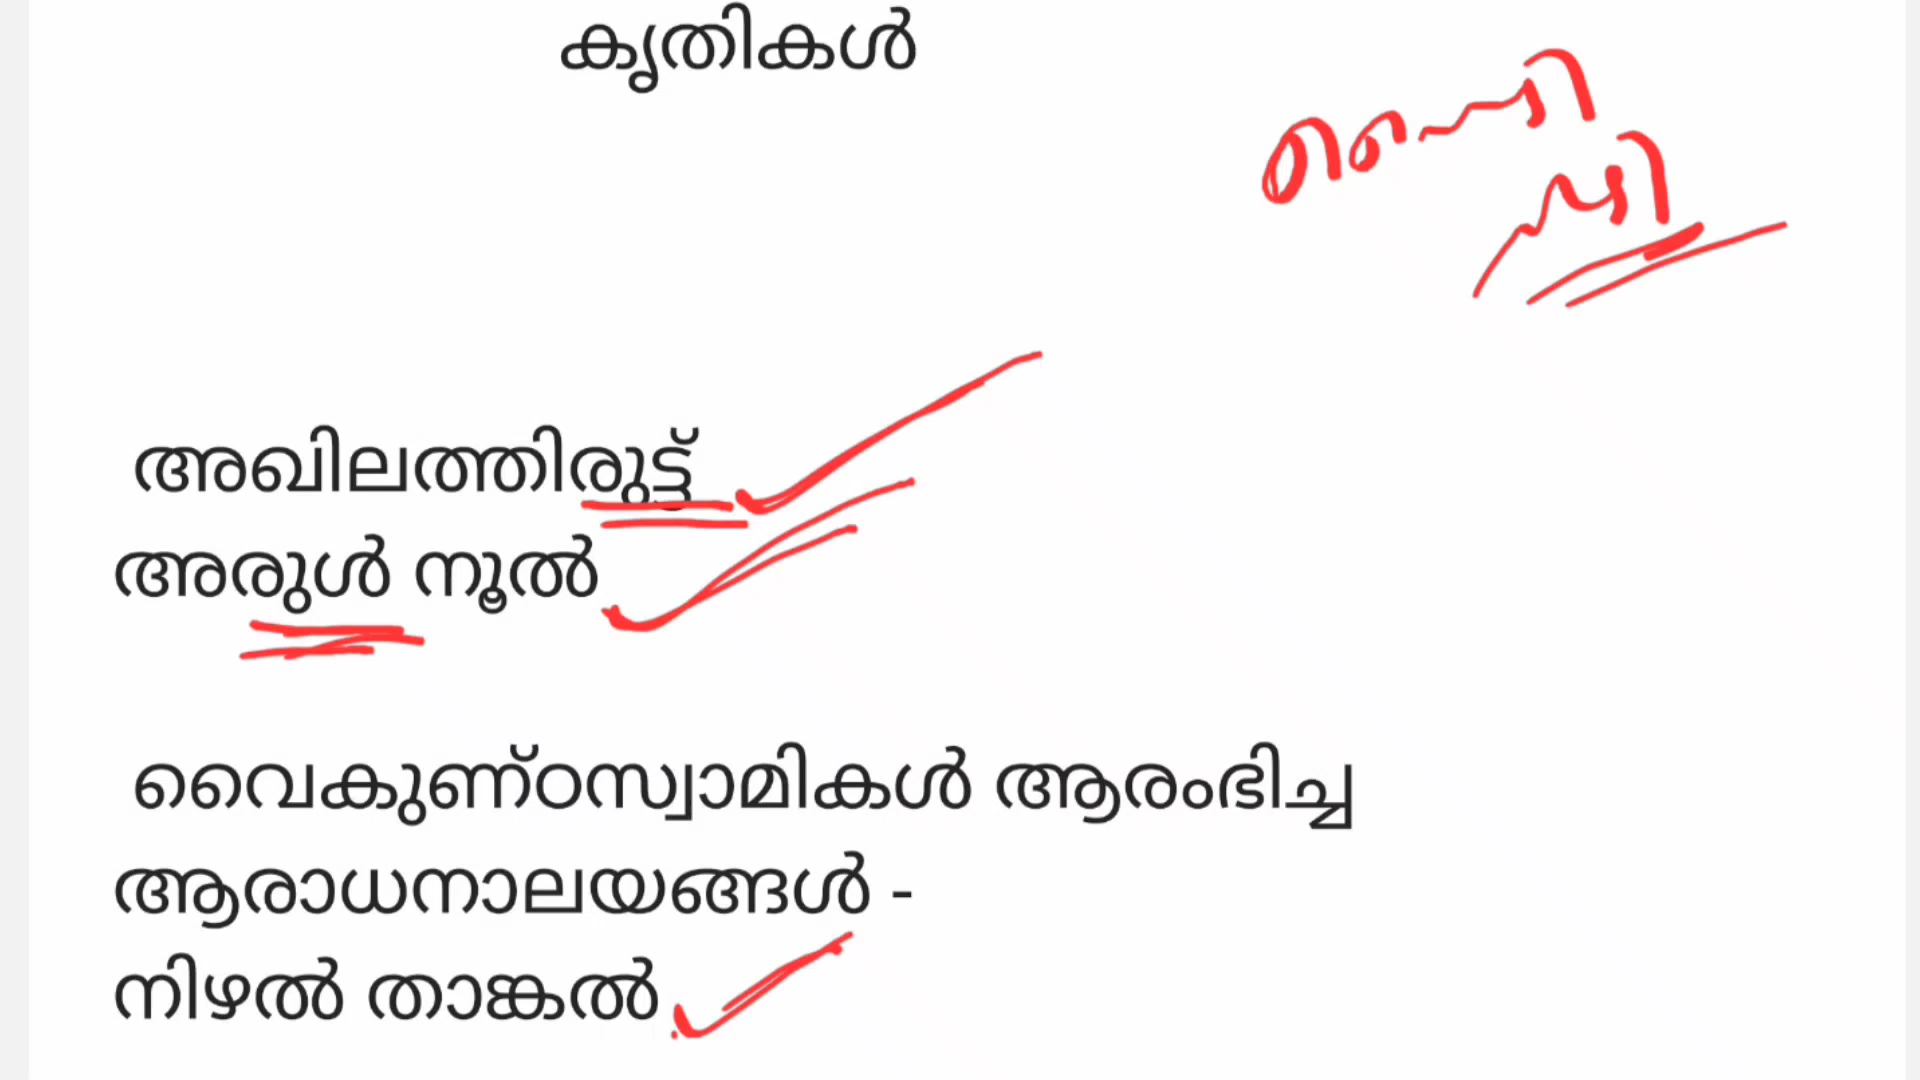 കൃതികൾ
അഖിലത്തിരുട്ട്
അരുൾ നൂൽ
വൈകുണ്ഠസ്വാമികൾ ആരംഭിച്ച
ആരാധനാലയങ്ങൾ -
നിഴൽ താങ്കൽ